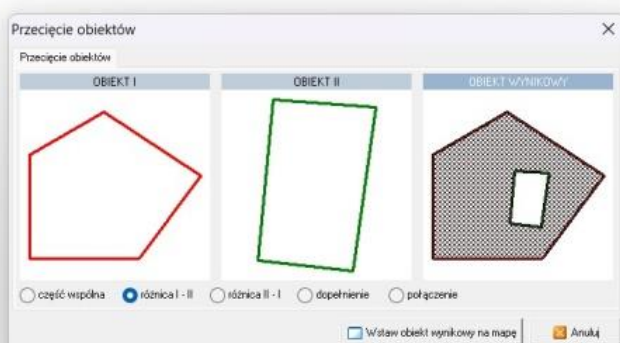 Przecięcie obiektów
Przecięcie obiektów
OBIEKT I
OBIEKT II
OBIEKT WYNIKOWY
część wspólna
różnica I - II
różnica II - I
dopełnienie
połączenie
Wstaw obiekt wynikowy na mapę
Anuluj